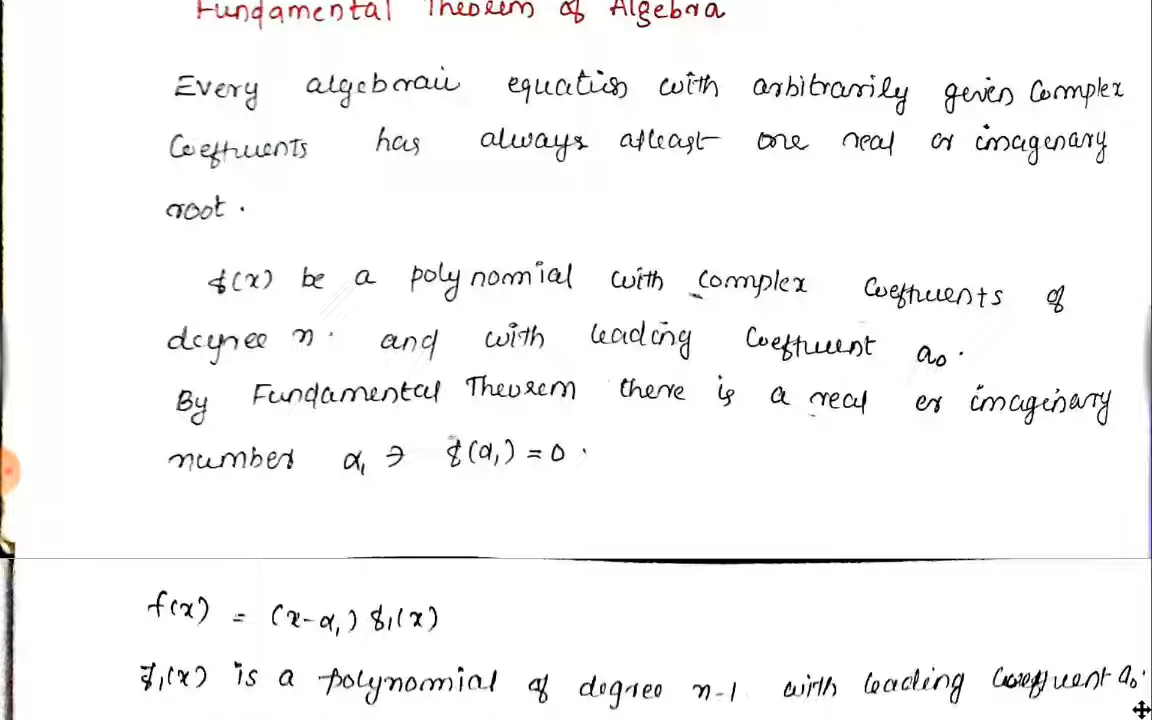 Fundamental Theorem of Algebra
Every algebraic equation with arbitrarily given Complex
Coefficients has always atleast one real or imaginary
root.
f(x) be a polynomial with complex coefficients of
degree n. and with leading coefficient a₀.
By Fundamental Theorem there is a real or imaginary
number α₁ ∋ f(α₁) = 0.
f(x) = (x-α₁) f₁(x)
f₁(x) is a polynomial of degree n-1 with leading coefficient a₀.